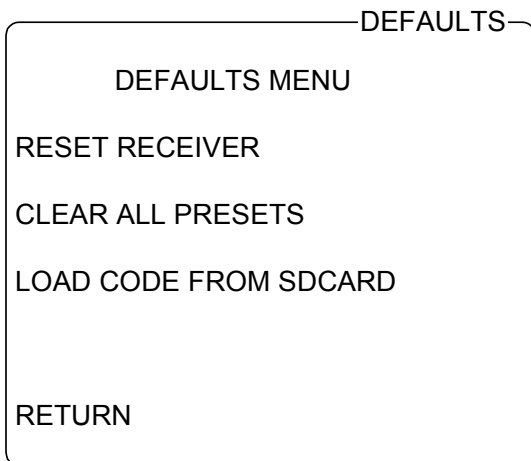 DEFAULTS
DEFAULTS MENU
RESET RECEIVER
CLEAR ALL PRESETS
LOAD CODE FROM SDCARD
RETURN